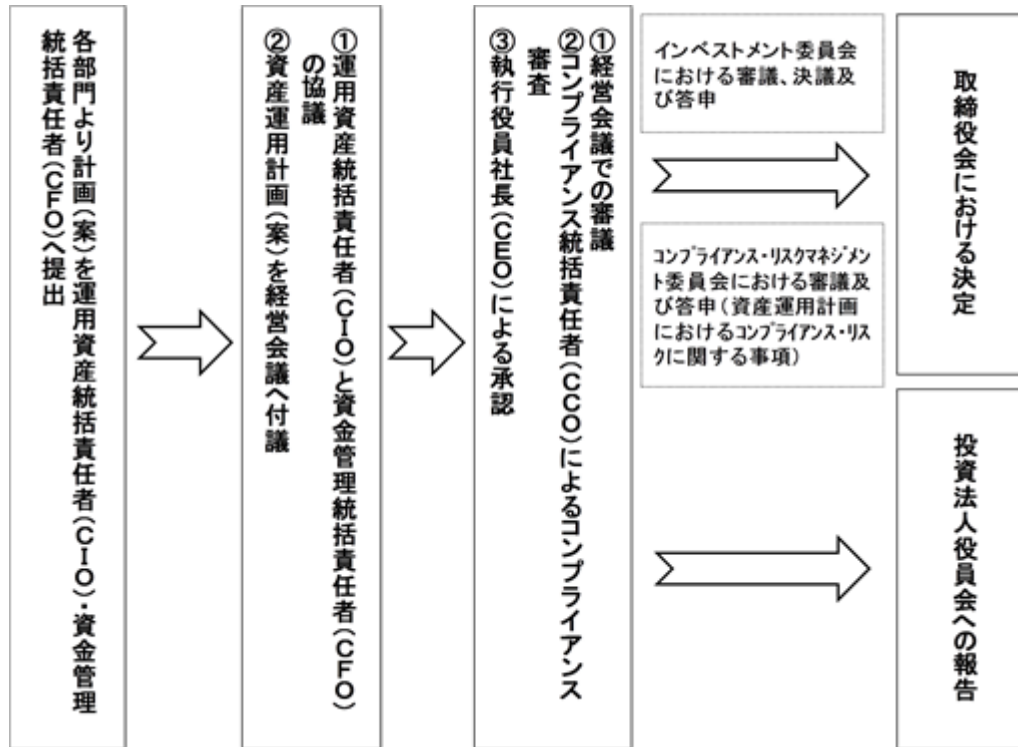 各部門より計画(案)を運用資産統括責任者(CIO)・資金管理
統括責任者(CFO)へ提出
①運用資産統括責任者(CIO)と資金管理統括責任者(CFO)
の協議
②資産運用計画(案)を経営会議へ付議
①経営会議での審議
②コンプライアンス統括責任者(CCO)によるコンプライアンス
審査
③執行役員社長(CEO)による承認
インベストメント委員会
における審議、決議及
び答申
コンプライアンス・リスクマネジメン
ト委員会における審議及
び答申(資産運用計画
におけるコンプライアンス・リス
クに関する事項)
取締役会における決定
投資法人役員会への報告